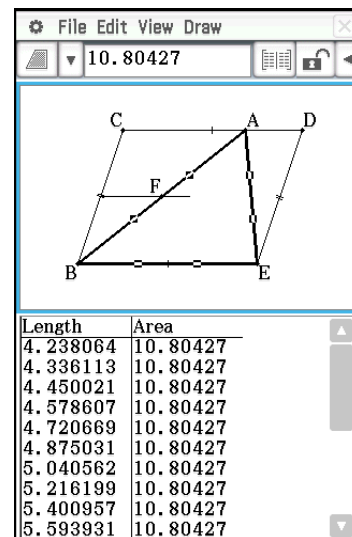 File Edit View Draw
10.80427
C A D
F
B E
Length Area
4.238064 10.80427
4.336113 10.80427
4.450021 10.80427
4.578607 10.80427
4.720669 10.80427
4.875031 10.80427
5.040562 10.80427
5.216199 10.80427
5.400957 10.80427
5.593931 10.80427